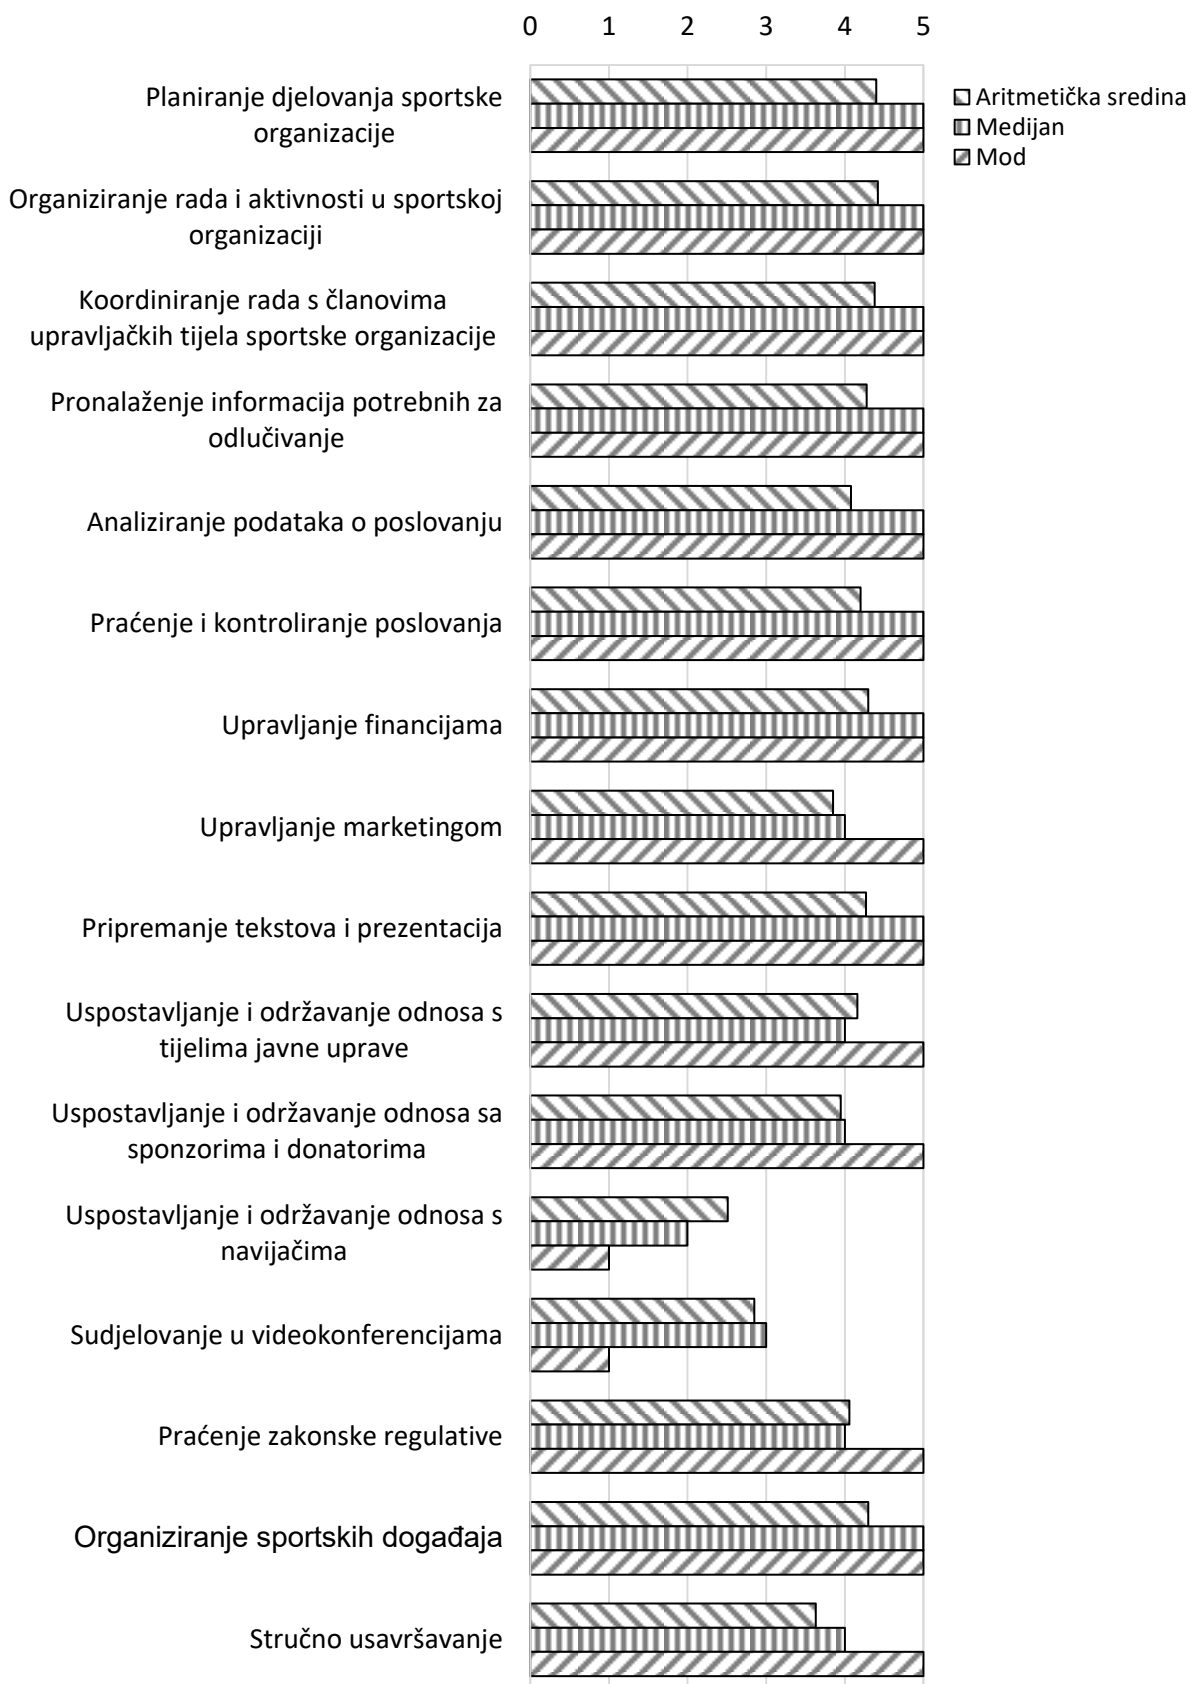 0 1 2 3 4 5
Planiranje djelovanja sportske
organizacije
Aritmetička sredina
Medijan
Mod
Organiziranje rada i aktivnosti u sportskoj
organizaciji
Koordiniranje rada s članovima
upravljačkih tijela sportske organizacije
Pronalaženje informacija potrebnih za
odlučivanje
Analiziranje podataka o poslovanju
Praćenje i kontroliranje poslovanja
Upravljanje financijama
Upravljanje marketingom
Pripremanje tekstova i prezentacija
Uspostavljanje i održavanje odnosa s
tijelima javne uprave
Uspostavljanje i održavanje odnosa sa
sponzorima i donatorima
Uspostavljanje i održavanje odnosa s
navijačima
Sudjelovanje u videokonferencijama
Praćenje zakonske regulative
Organiziranje sportskih događaja
Stručno usavršavanje